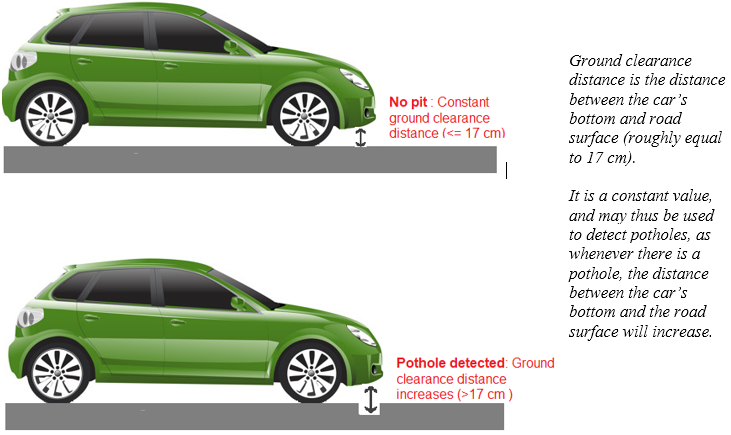 No pit : Constant
ground clearance
distance (<= 17 cm)
Ground clearance
distance is the distance
between the car’s
bottom and road
surface (roughly equal
to 17 cm).
It is a constant value,
and may thus be used
to detect potholes, as
whenever there is a
pothole, the distance
between the car’s
bottom and the road
surface will increase.
Pothole detected: Ground
clearance distance
increases (>17 cm )